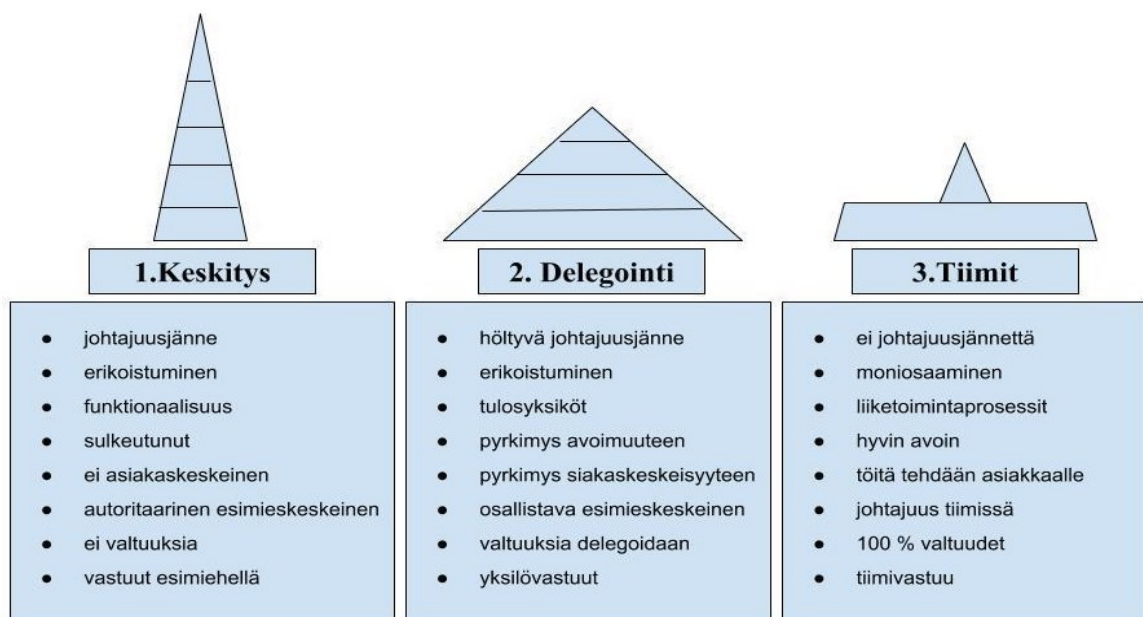 1.Keskitys
• johtajuusjänne
• erikoistuminen
• funktionaalisuus
• sulkeutunut
• ei asiakaskeskeinen
• autoritaarinen esimieskeskeinen
• ei valtuuksia
• vastuut esimiehellä
2. Delegointi
• höltyvä johtajuusjänne
• erikoistuminen
• tulosyksiköt
• pyrkimys avoimuuteen
• pyrkimys siakaskeskeisyyteen
• osallistava esimieskeskeinen
• valtuuksia delegoidaan
• yksilövastuut
3.Tiimit
• ei johtajuusjännettä
• moniosaaminen
• liiketoimintaprosessit
• hyvin avoin
• töitä tehdään asiakkaalle
• johtajuus tiimissä
• 100 % valtuudet
• tiimivastuu